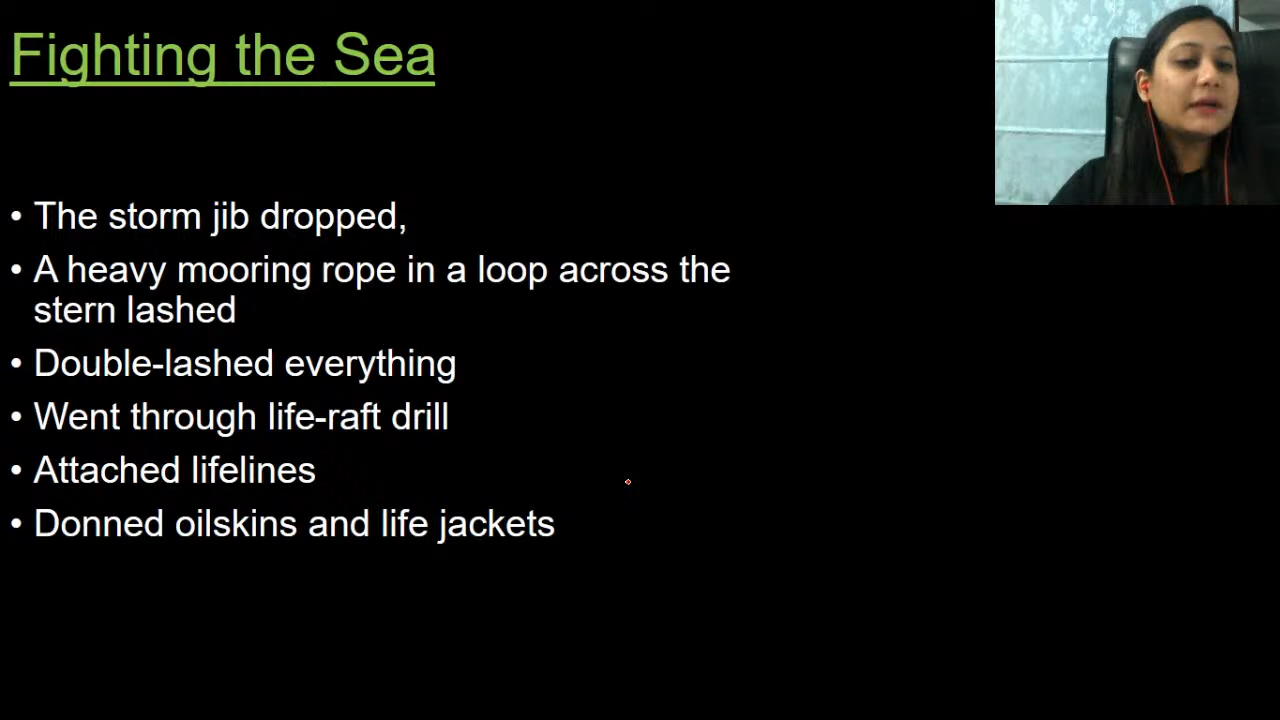 Fighting the Sea
• The storm jib dropped,
• A heavy mooring rope in a loop across the
stern lashed
• Double-lashed everything
• Went through life-raft drill
• Attached lifelines
• Donned oilskins and life jackets